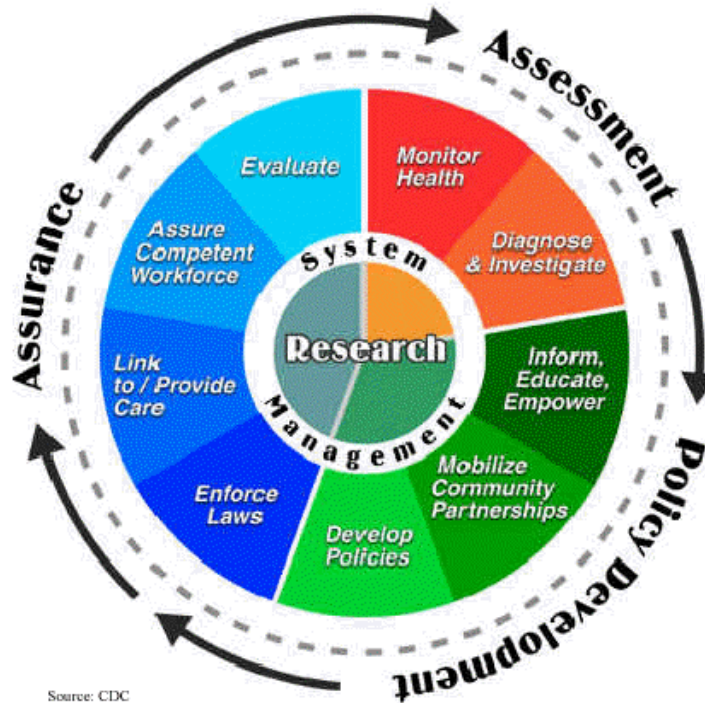 Assessment
Monitor
Health
Diagnose
& Investigate
Inform,
Educate,
Empower
Mobilize
Community
Partnerships
Policy Development
Develop
Policies
Enforce
Laws
Link
to / Provide
Care
Assure
Competent
Workforce
Evaluate
Assurance
System
Research
Management
Source: CDC